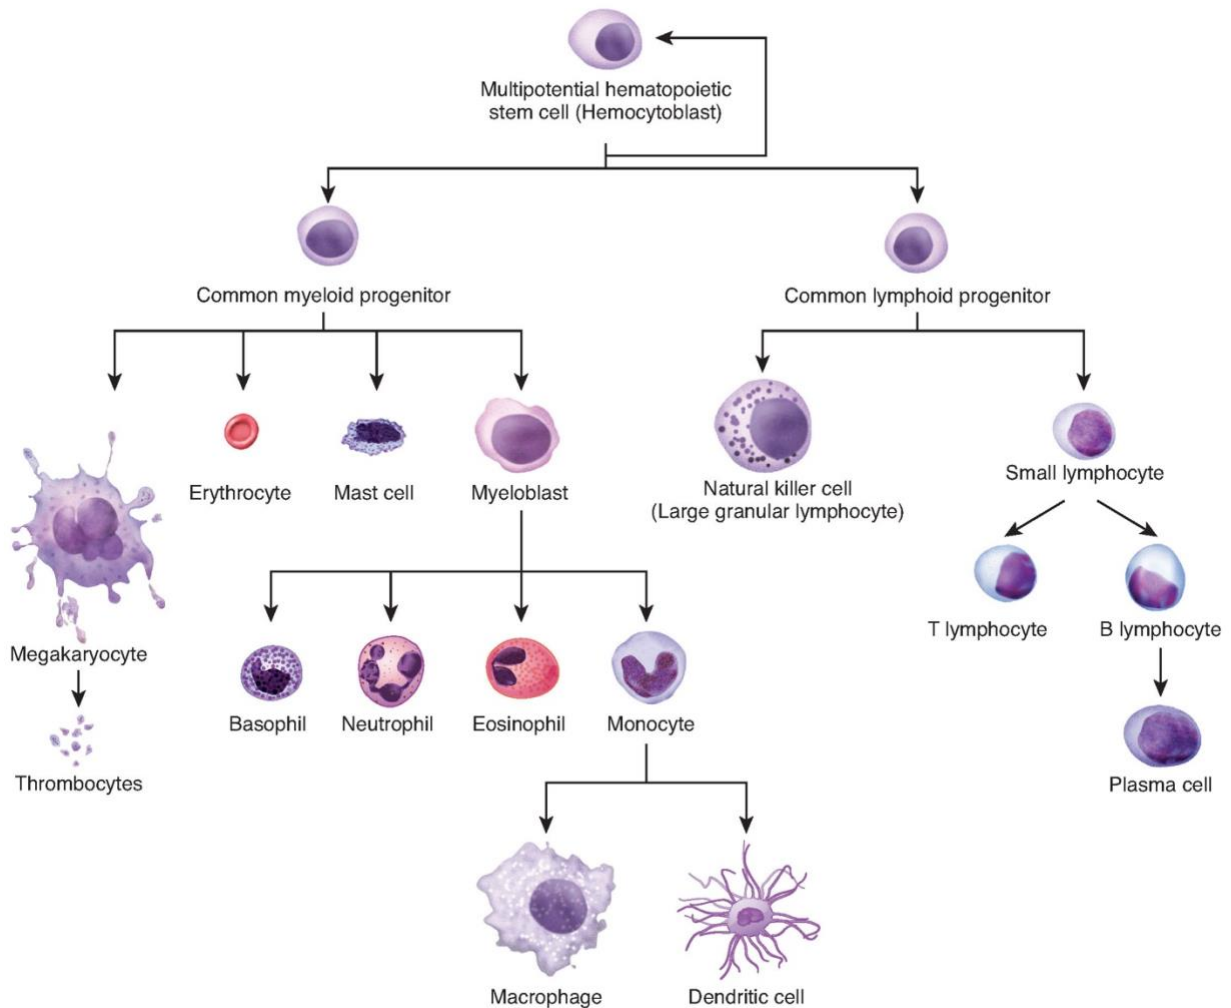 Multipotential hematopoietic
stem cell (Hemocytoblast)
Common myeloid progenitor
Common lymphoid progenitor
Erythrocyte
Mast cell
Myeloblast
Natural killer cell
(Large granular lymphocyte)
Small lymphocyte
Megakaryocyte
T lymphocyte
B lymphocyte
Basophil
Neutrophil
Eosinophil
Monocyte
Thrombocytes
Plasma cell
Macrophage
Dendritic cell